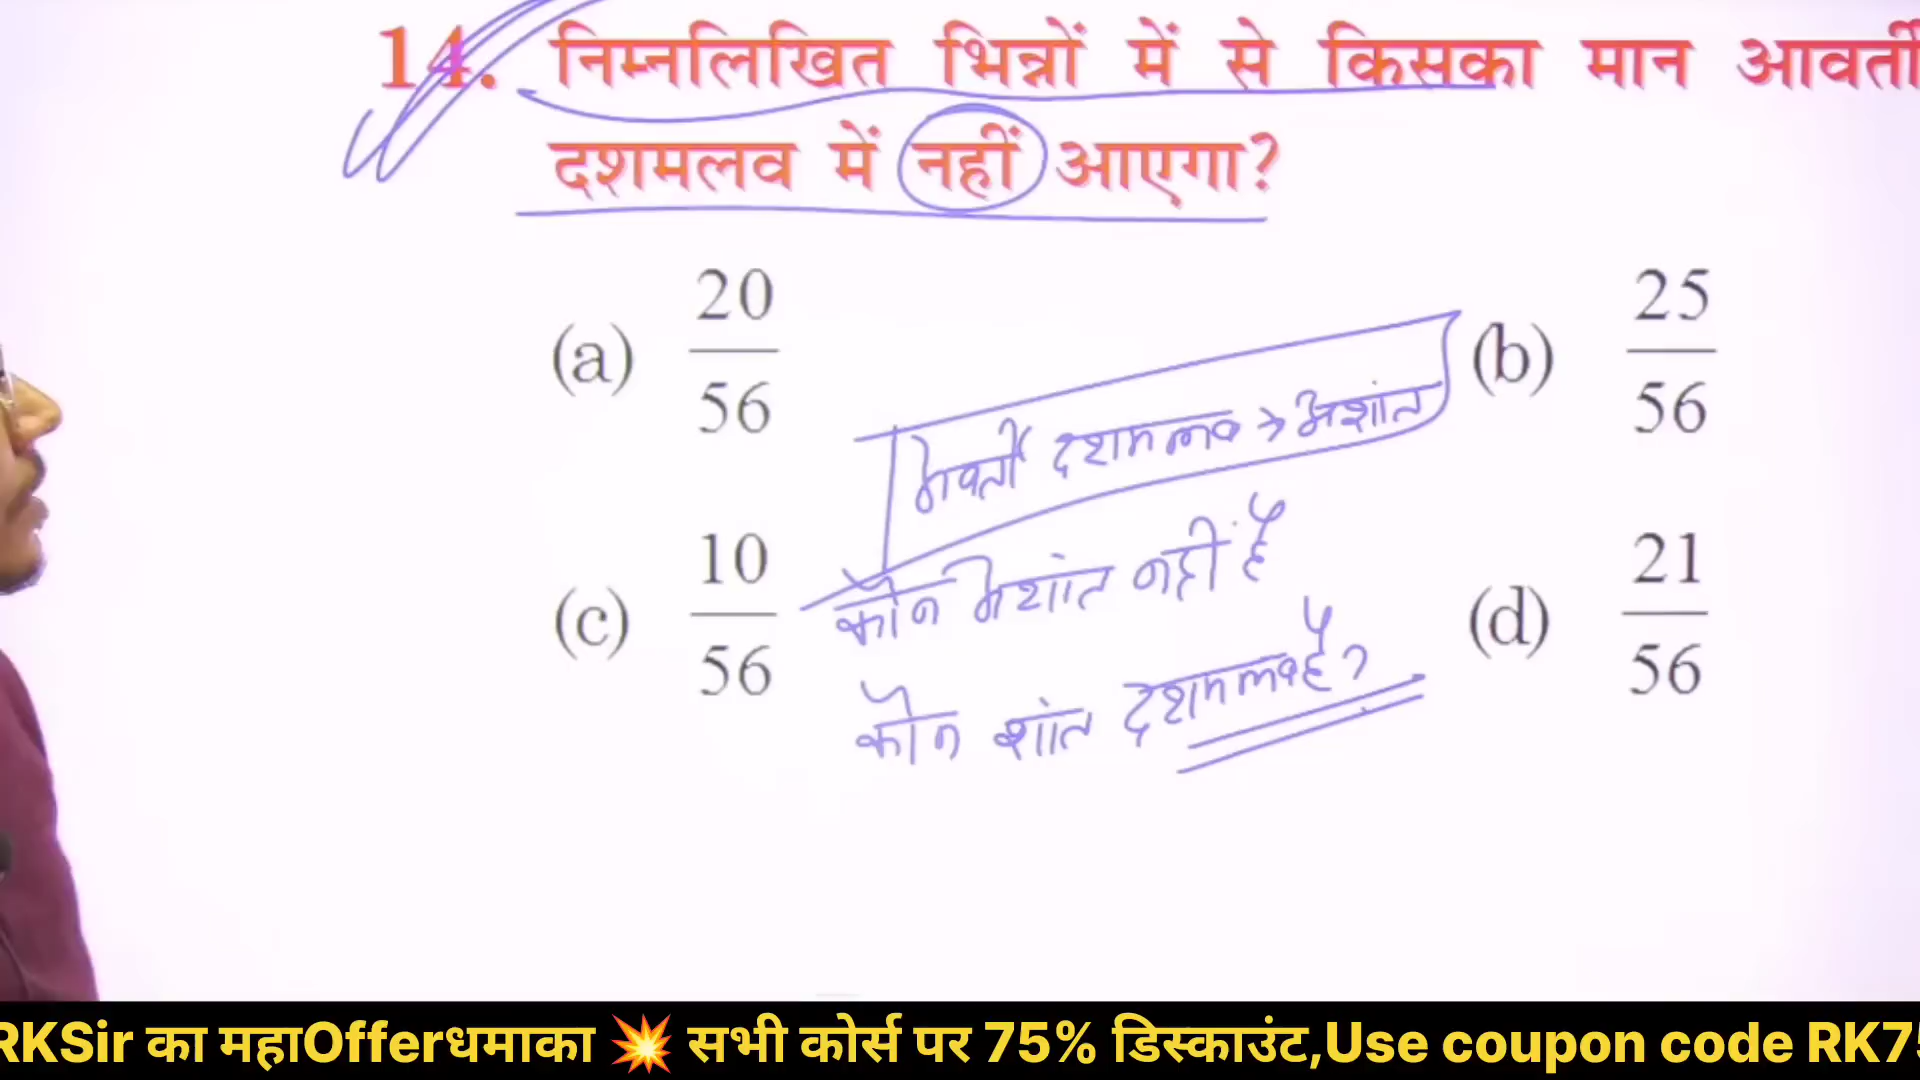 14. निम्नलिखित भिन्नों में से किसका मान आवर्ती
दशमलव में नहीं आएगा?
(a) 20/56
(b) 25/56
आवर्ती दशमलव → अशांत
कौन अशांत नहीं है
(c) 10/56
(d) 21/56
कौन शांत दशमलव है?
RKSir का महाOfferधमाका 💥 सभी कोर्स पर 75% डिस्काउंट,Use coupon code RK75